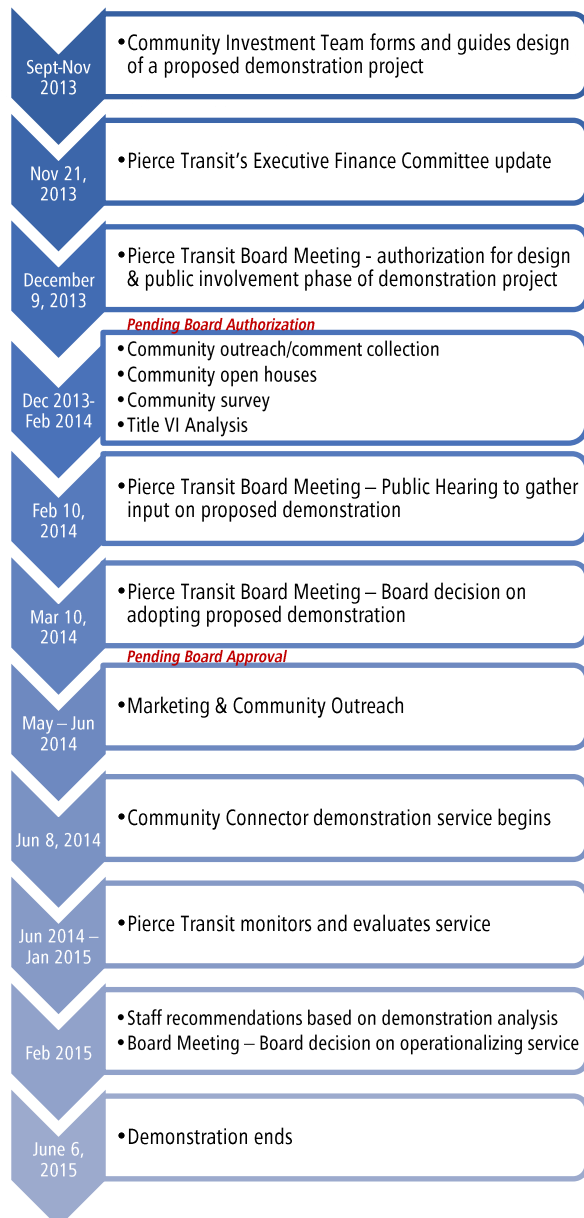 Sept-Nov
2013
•Community Investment Team forms and guides design
of a proposed demonstration project
Nov 21,
2013
•Pierce Transit’s Executive Finance Committee update
December
9, 2013
•Pierce Transit Board Meeting - authorization for design
& public involvement phase of demonstration project
Pending Board Authorization
Dec 2013-
Feb 2014
•Community outreach/comment collection
•Community open houses
•Community survey
•Title VI Analysis
Feb 10,
2014
•Pierce Transit Board Meeting – Public Hearing to gather
input on proposed demonstration
Mar 10,
2014
•Pierce Transit Board Meeting – Board decision on
adopting proposed demonstration
Pending Board Approval
May – Jun
2014
•Marketing & Community Outreach
Jun 8, 2014
•Community Connector demonstration service begins
Jun 2014 –
Jan 2015
•Pierce Transit monitors and evaluates service
Feb 2015
•Staff recommendations based on demonstration analysis
•Board Meeting – Board decision on operationalizing service
June 6,
2015
•Demonstration ends